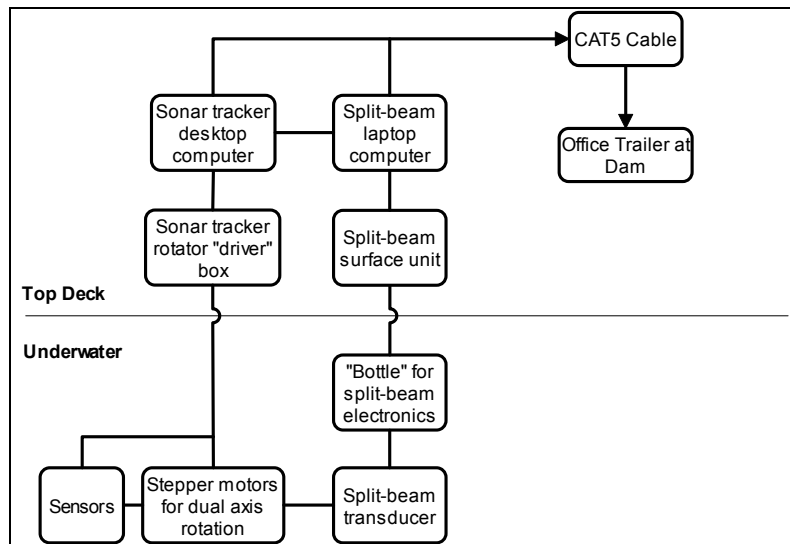 CAT5 Cable
Sonar tracker
desktop
computer
Split-beam
laptop
computer
Office Trailer at
Dam
Sonar tracker
rotator "driver"
box
Split-beam
surface unit
Top Deck
Underwater
"Bottle" for
split-beam
electronics
Sensors
Stepper motors
for dual axis
rotation
Split-beam
transducer